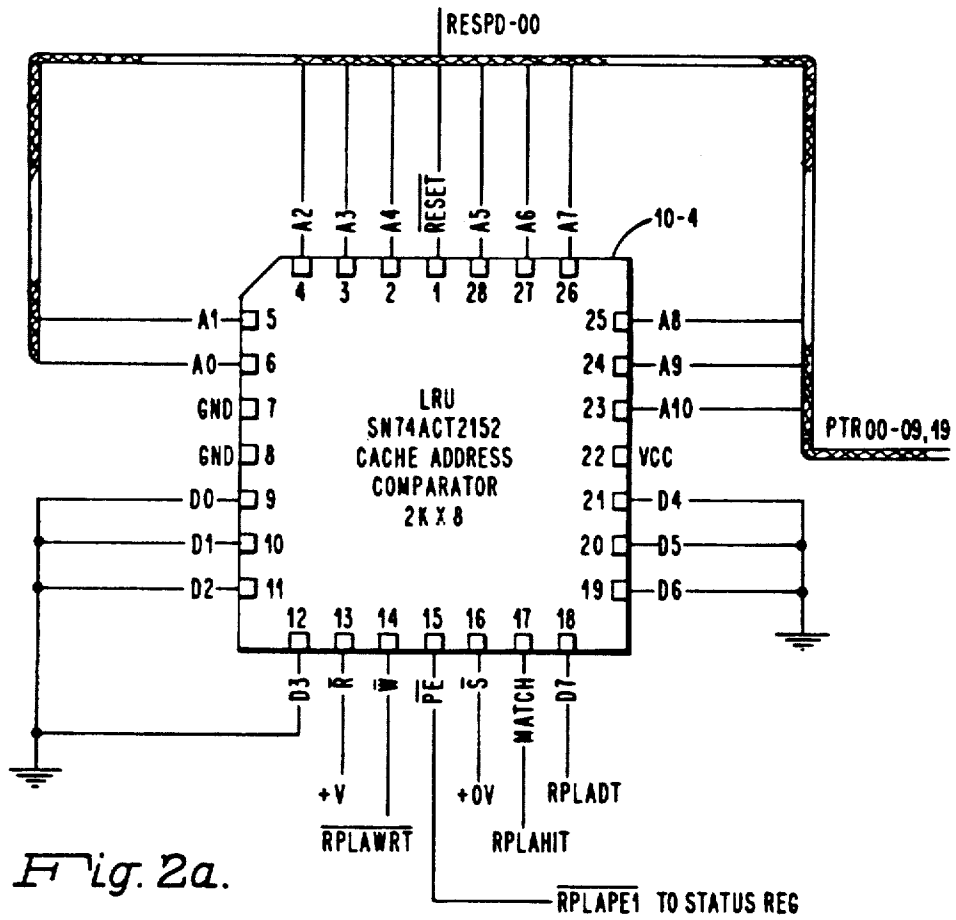 RESPD-00
A2 A3 A4 RESET A5 A6 A7
10-4
4 3 2 1 28 27 26
A1 5
A0 6
GND 7
GND 8
D0 9
D1 10
D2 11
25 A8
24 A9
23 A10
22 VCC
21 D4
20 D5
19 D6
PTR00-09,19
LRU
SN74ACT2152
CACHE ADDRESS
COMPARATOR
2K X 8
12 13 14 15 16 17 18
D3 R W PE S MATCH D7
+V
RPLAWRT
+0V
RPLAHIT
RPLADT
RPLAPE1 TO STATUS REG
Fig. 2a.